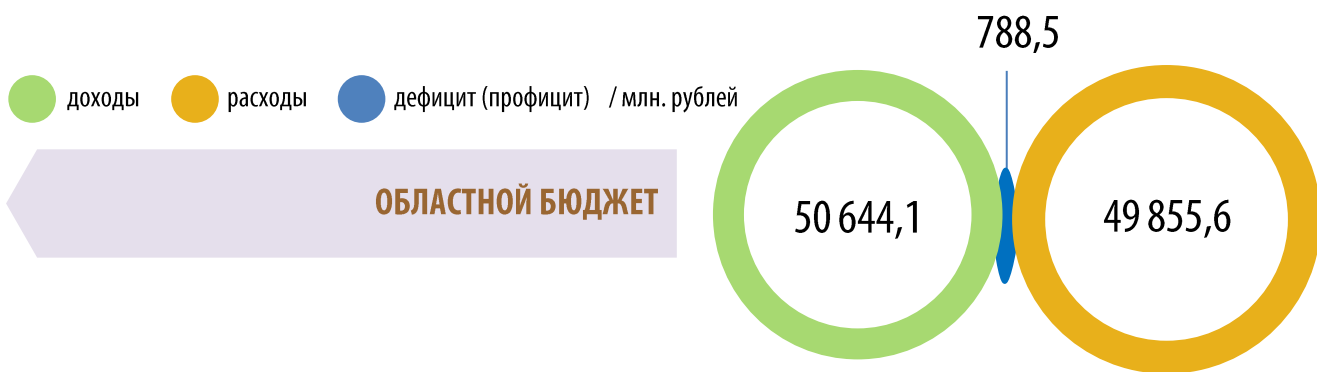 788,5
доходы
расходы
дефицит (профицит) / млн. рублей
ОБЛАСТНОЙ БЮДЖЕТ
50 644,1
49 855,6